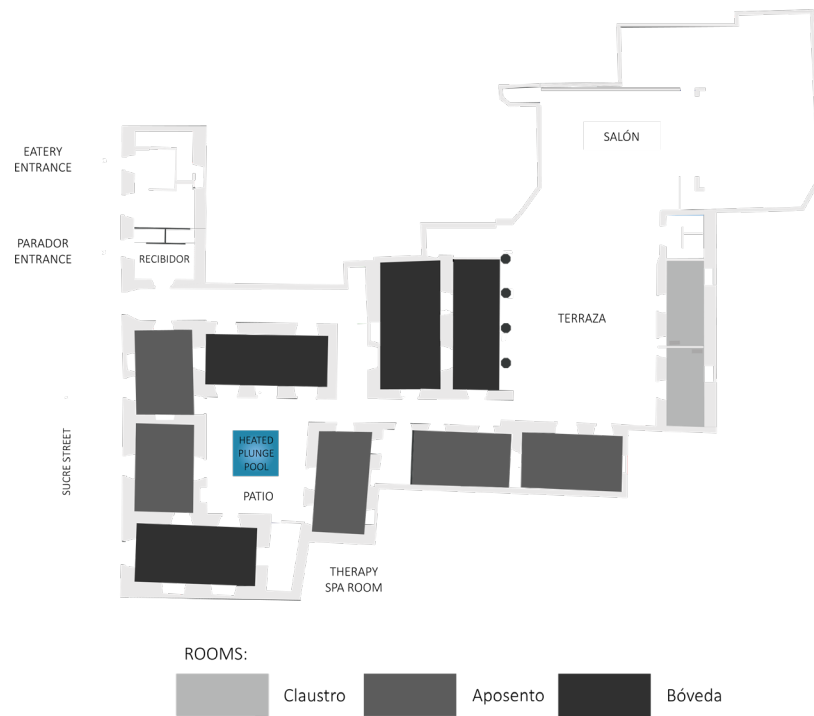 SALÓN
EATERY
ENTRANCE
PARADOR
ENTRANCE
RECIBIDOR
TERRAZA
SUCRE STREET
HEATED
PLUNGE
POOL
PATIO
THERAPY
SPA ROOM
ROOMS:
Claustro
Aposento
Bóveda